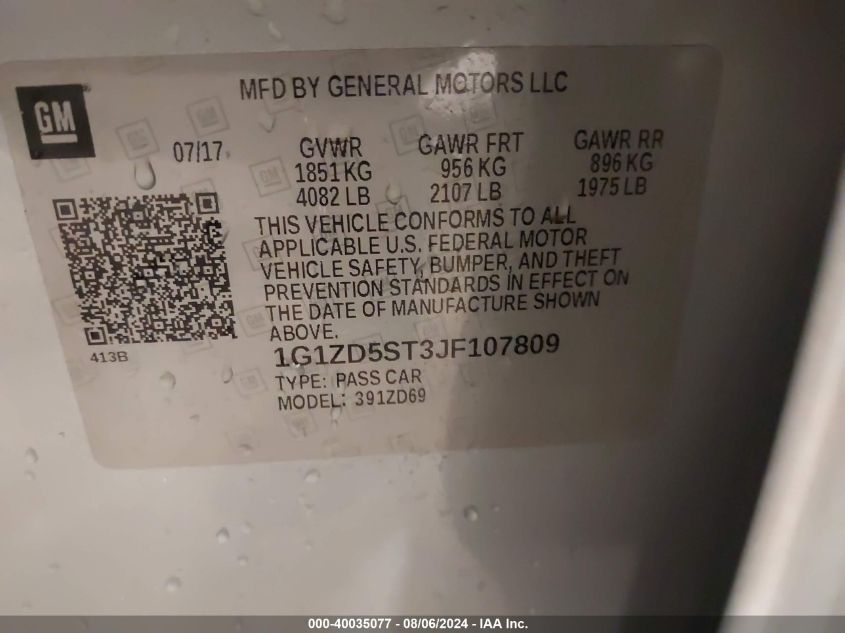 MFD BY GENERAL MOTORS LLC
GM
07/17
GVWR GAWR FRT GAWR RR
1851 KG 956 KG 896 KG
4082 LB 2107 LB 1975 LB
THIS VEHICLE CONFORMS TO ALL
APPLICABLE U.S. FEDERAL MOTOR
VEHICLE SAFETY, BUMPER, AND THEFT
PREVENTION STANDARDS IN EFFECT ON
THE DATE OF MANUFACTURE SHOWN
ABOVE.
413B
1G1ZD5ST3JF107809
TYPE: PASS CAR
MODEL: 391ZD69
000-40035077 - 08/06/2024 - IAA Inc.